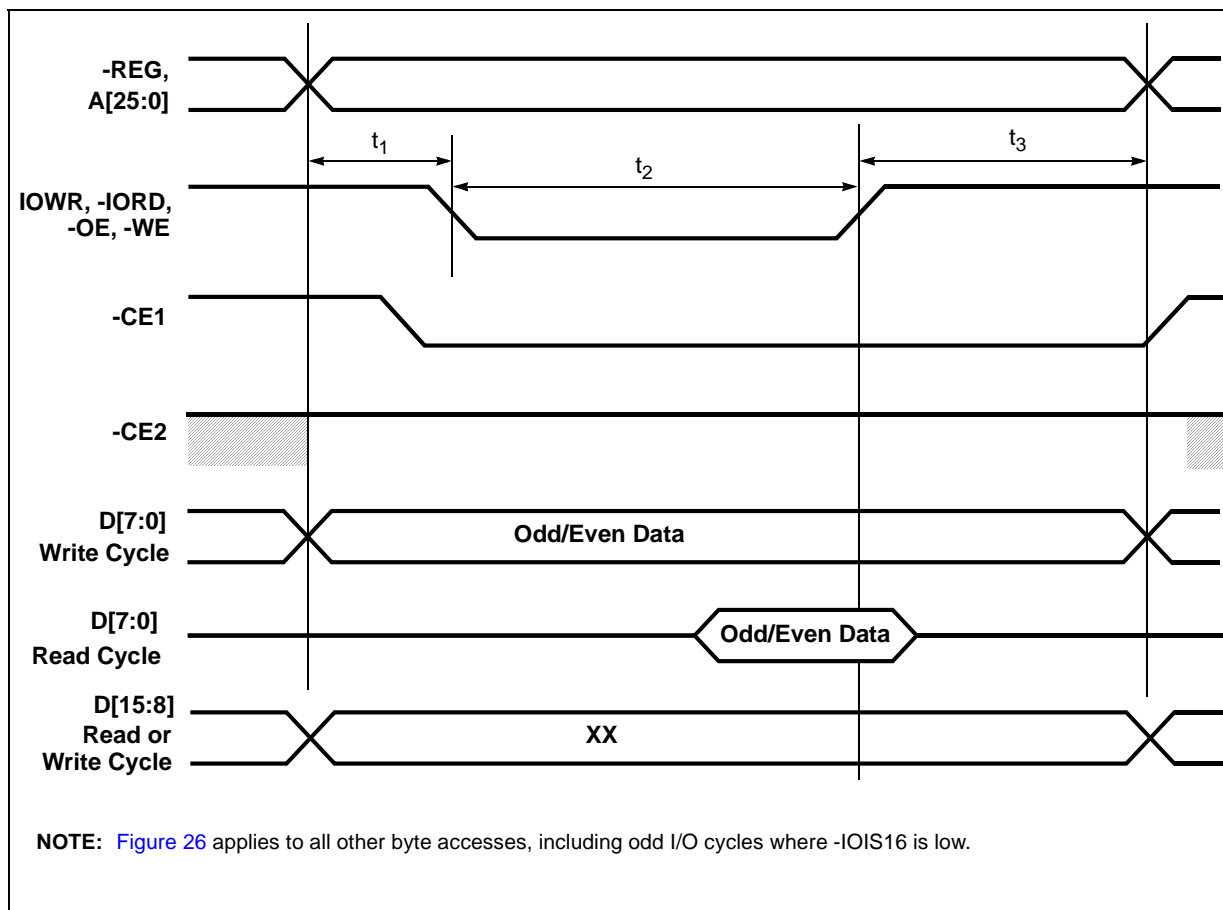 -REG,
A[25:0]
t1
t2
t3
IOWR, -IORD,
-OE, -WE
-CE1
-CE2
D[7:0]
Write Cycle
Odd/Even Data
D[7:0]
Read Cycle
Odd/Even Data
D[15:8]
Read or
Write Cycle
XX
NOTE: Figure 26 applies to all other byte accesses, including odd I/O cycles where -IOIS16 is low.